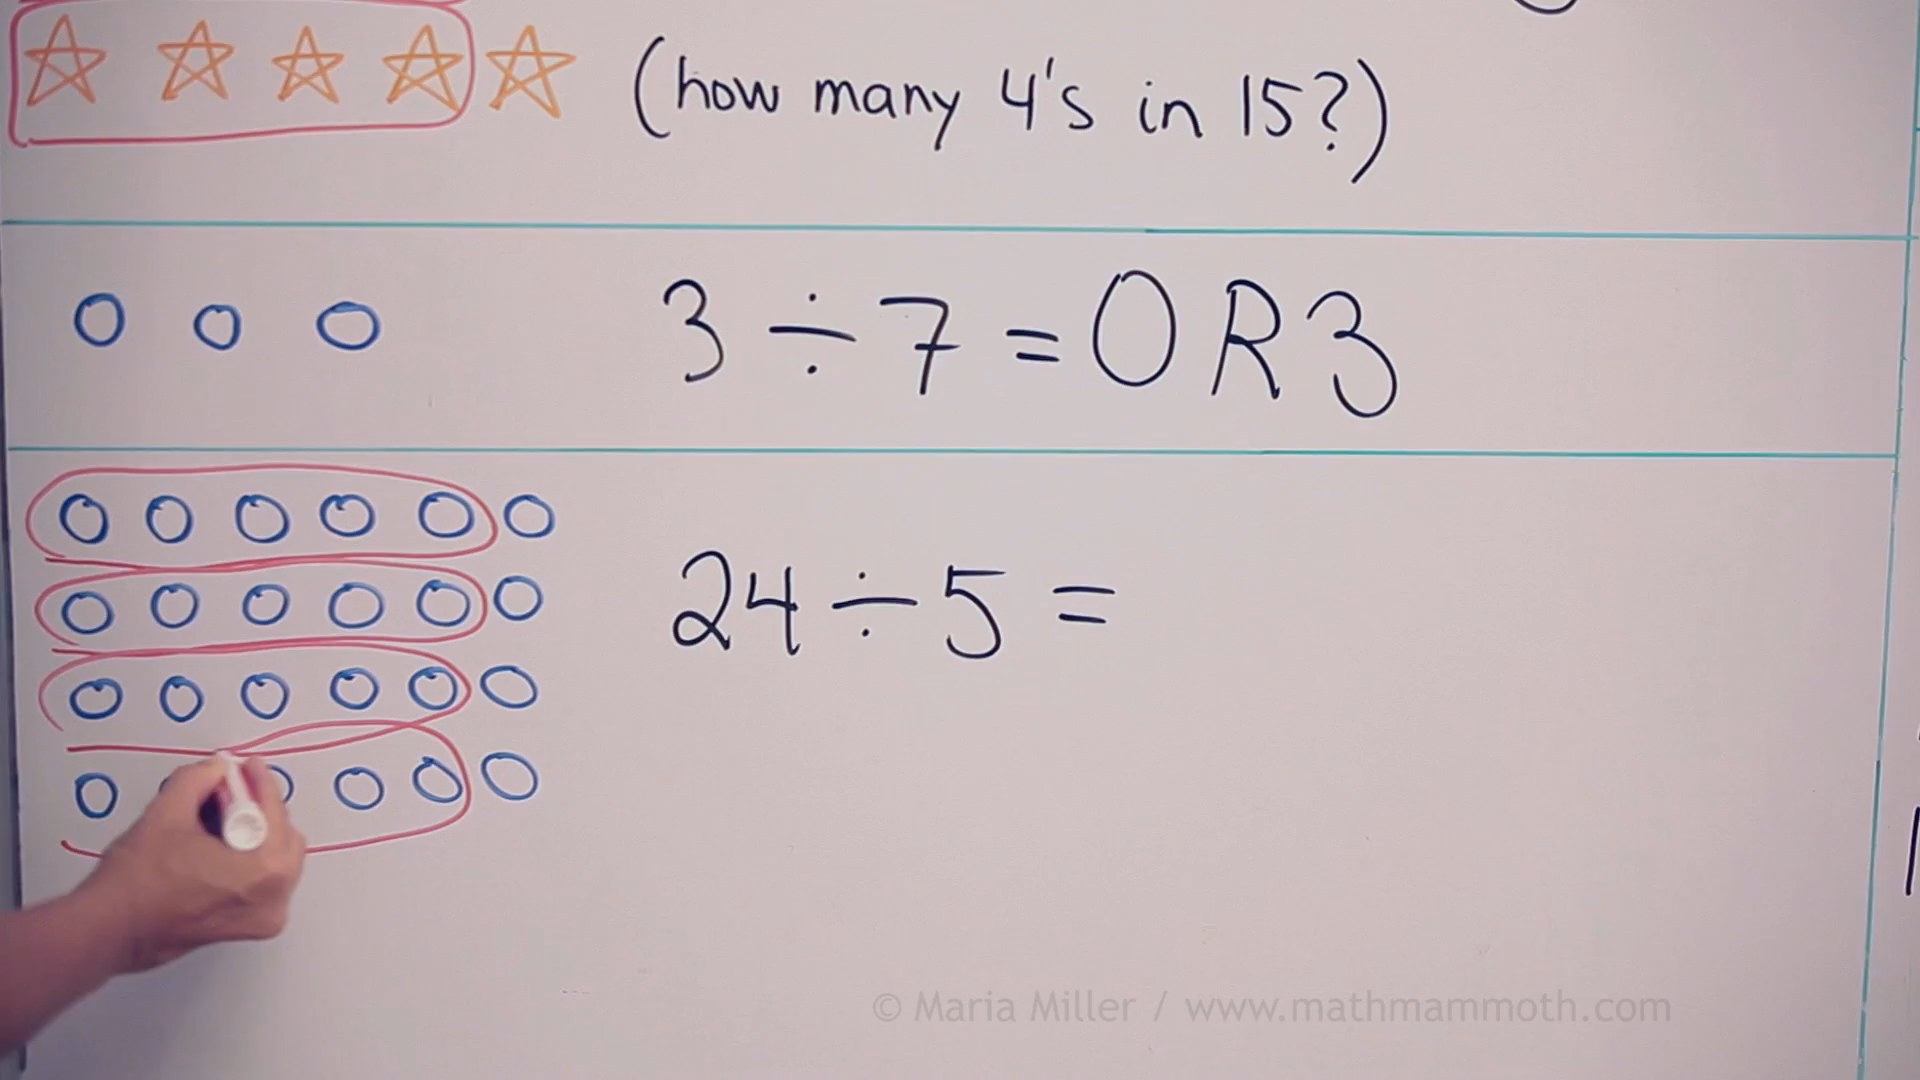 (how many 4's in 15?)
3 ÷ 7 = 0 R 3
24 ÷ 5 =
© Maria Miller / www.mathmammoth.com